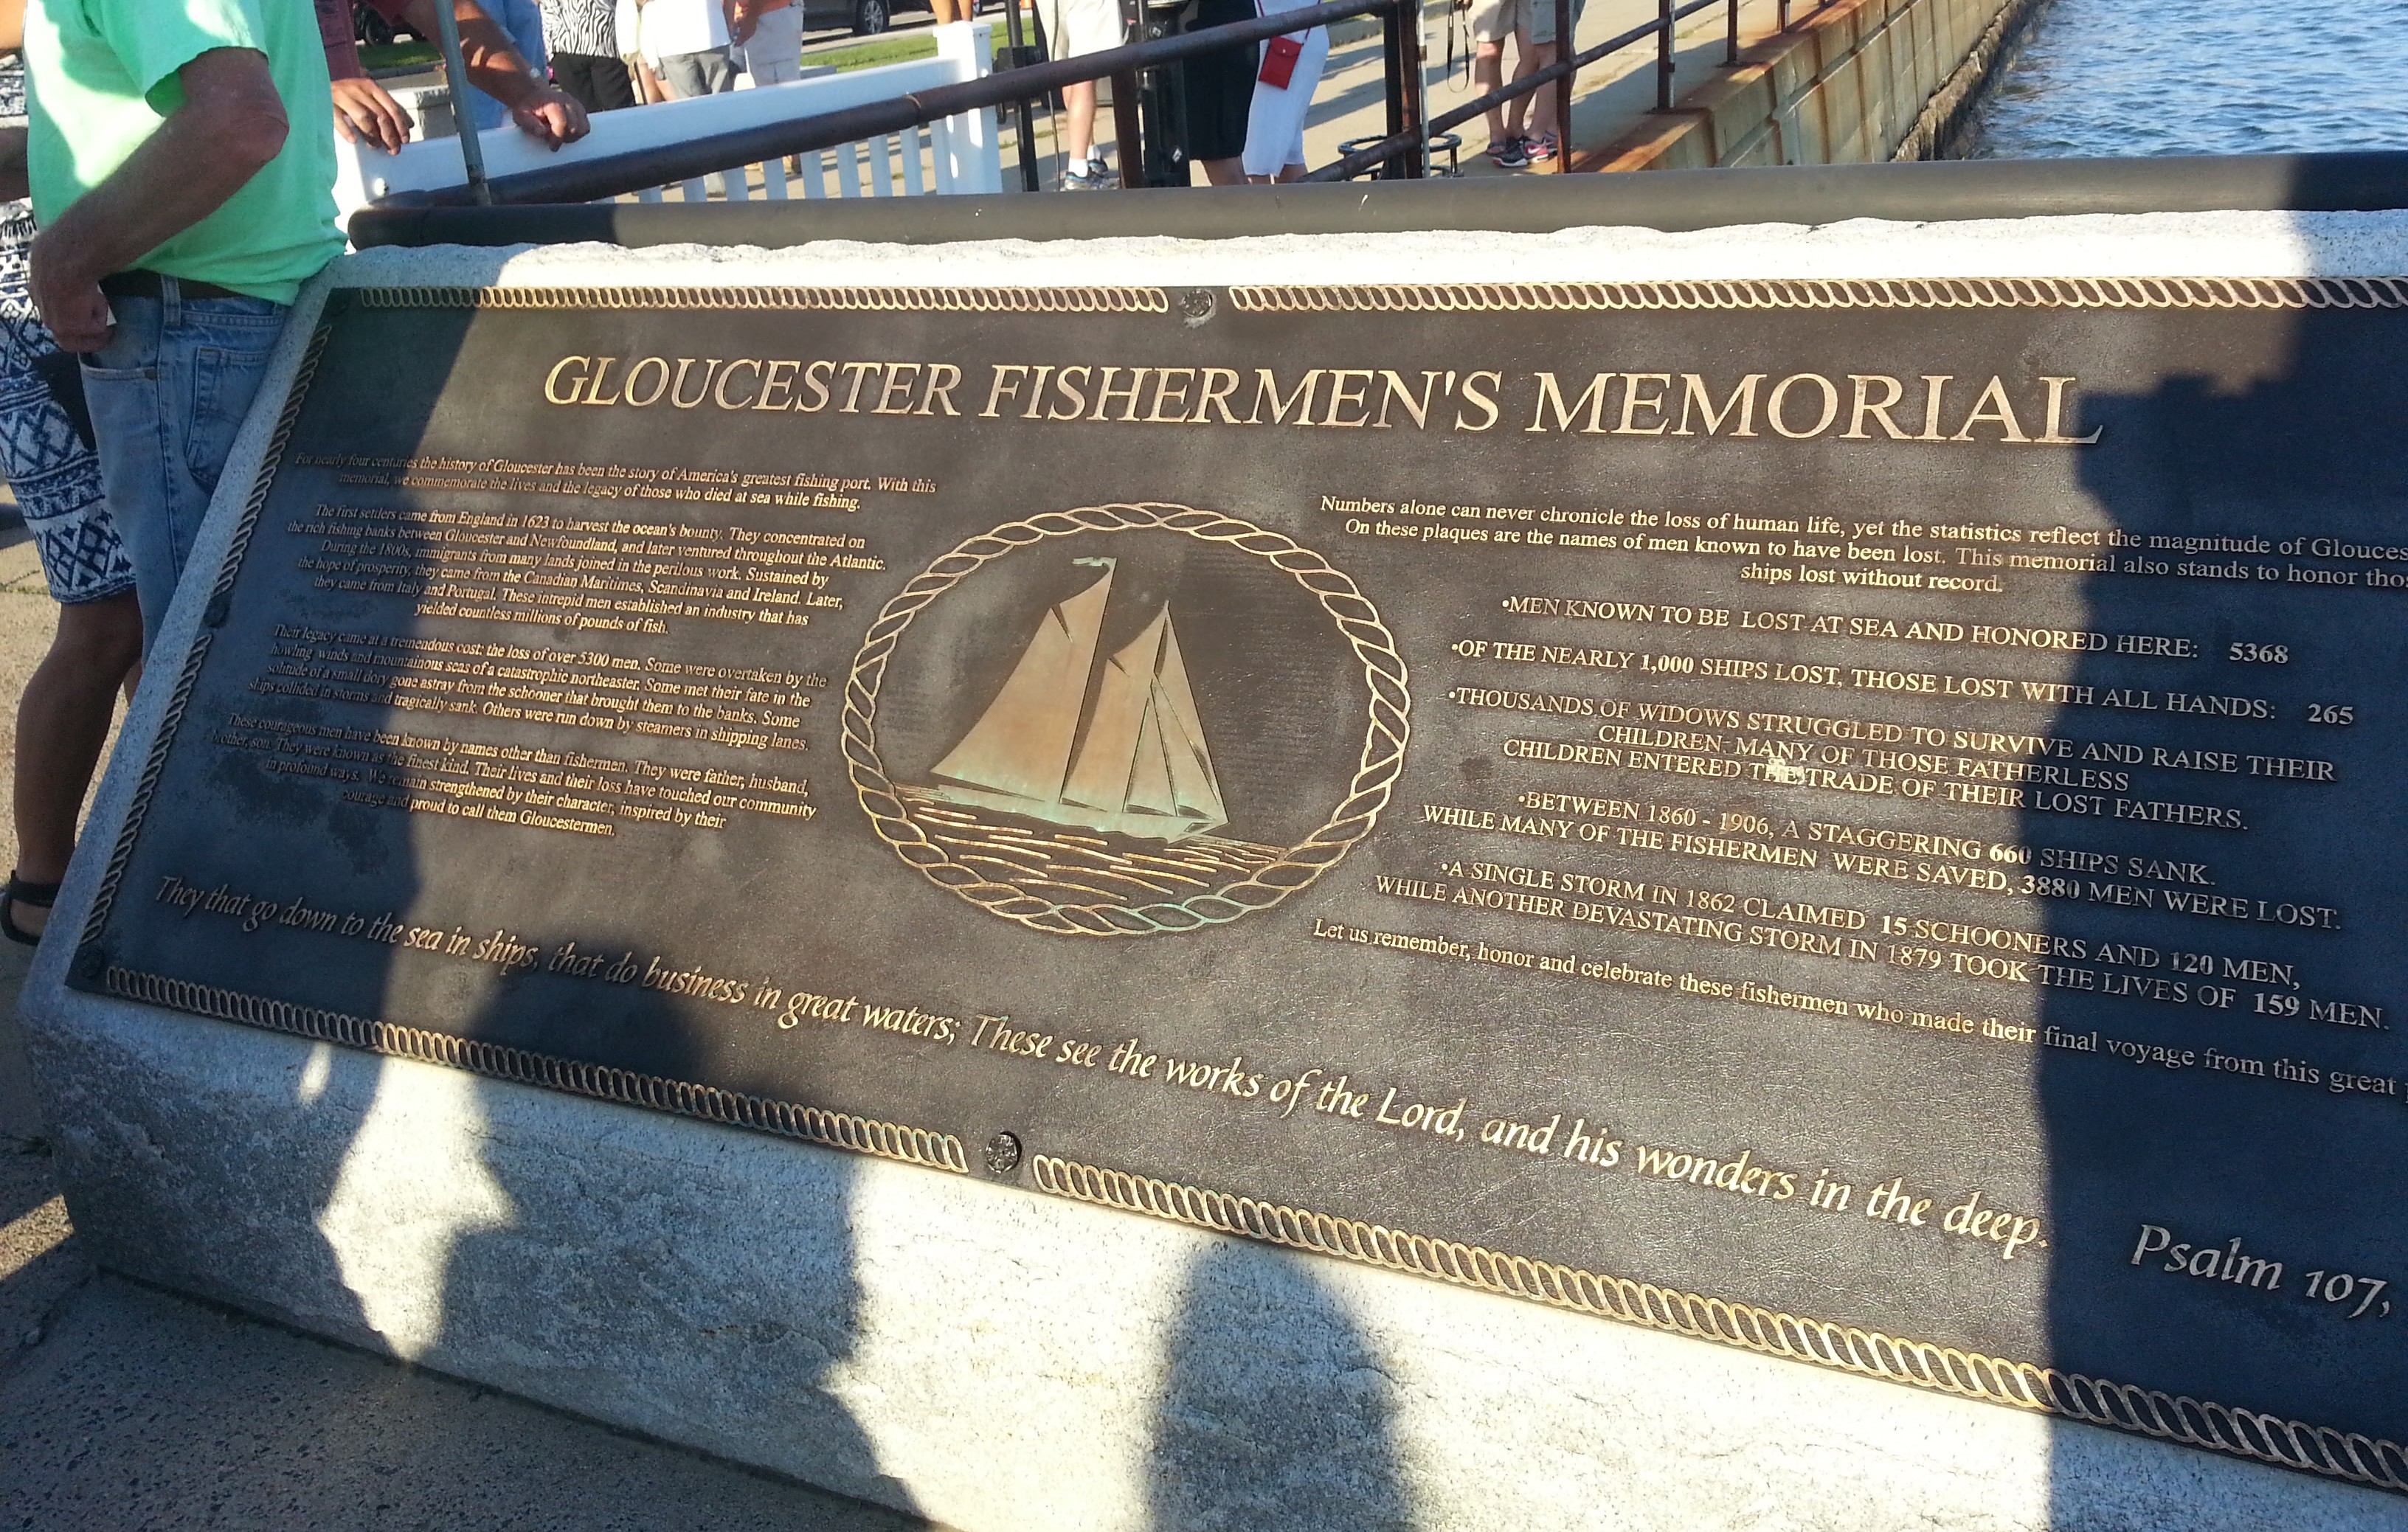 GLOUCESTER FISHERMEN'S MEMORIAL
For nearly four centuries the history of Gloucester has been the story of America's greatest fishing port. With this
memorial, we commemorate the lives and the legacy of those who died at sea while fishing.
The first settlers came from England in 1623 to harvest the ocean's bounty. They concentrated on
the rich fishing banks between Gloucester and Newfoundland, and later ventured throughout the Atlantic.
During the 1800s, immigrants from many lands joined in the perilous work. Sustained by
the hope of prosperity, they came from the Canadian Maritimes, Scandinavia and Ireland. Later,
they came from Italy and Portugal. These intrepid men established an industry that has
yielded countless millions of pounds of fish.
Their legacy came at a tremendous cost: the loss of over 5300 men. Some were overtaken by the
howling winds and mountainous seas of a catastrophic northeaster. Some met their fate in the
solitude of a small dory gone astray from the schooner that brought them to the banks. Some
ships collided in storms and tragically sank. Others were run down by steamers in shipping lanes.
These courageous men have been known by names other than fishermen. They were father, husband,
brother, son. They were known as the finest kind. Their lives and their loss have touched our community
in profound ways. We remain strengthened by their character, inspired by their
courage and proud to call them Gloucestermen.
Numbers alone can never chronicle the loss of human life, yet the statistics reflect the magnitude of
On these plaques are the names of men known to have been lost. This memorial also stands to honor
ships lost without record.
•MEN KNOWN TO BE LOST AT SEA AND HONORED HERE: 5368
•OF THE NEARLY 1,000 SHIPS LOST, THOSE LOST WITH ALL HANDS: 265
•THOUSANDS OF WIDOWS STRUGGLED TO SURVIVE AND RAISE THEIR
CHILDREN; MANY OF THOSE FATHERLESS
CHILDREN ENTERED THE TRADE OF THEIR LOST FATHERS.
•BETWEEN 1860 - 1906, A STAGGERING 660 SHIPS SANK.
WHILE MANY OF THE FISHERMEN WERE SAVED, 3880 MEN WERE LOST.
•A SINGLE STORM IN 1862 CLAIMED 15 SCHOONERS AND 120 MEN,
WHILE ANOTHER DEVASTATING STORM IN 1879 TOOK THE LIVES OF 159 MEN.
Let us remember, honor and celebrate these fishermen who made their final voyage from this great
They that go down to the sea in ships, that do business in great waters; These see the works of the Lord, and his wonders in the deep. Psalm 107,